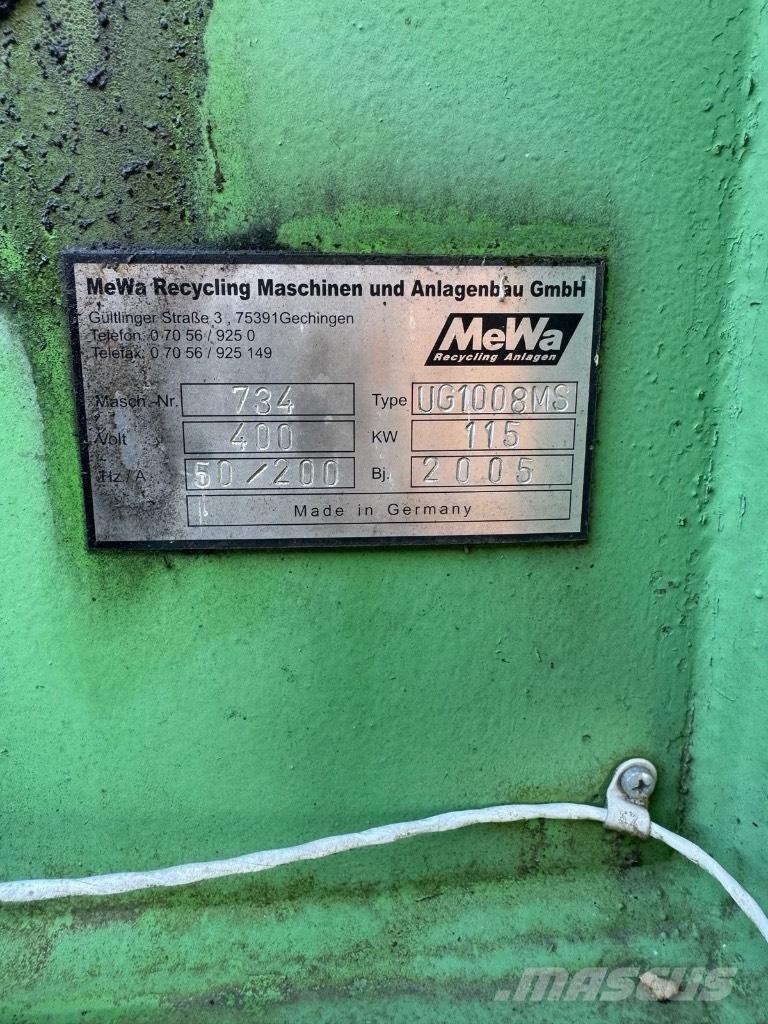 MeWa Recycling Maschinen und Anlagenbau GmbH
Gültlinger Straße 3 , 75391Gechingen
Telefon: 0 70 56 / 925 0
Telefax: 0 70 56 / 925 149
MeWa
Recycling Anlagen
Masch.-Nr. 734 Type UG1008MS
Volt 400 KW 115
Hz / A 50/200 Bj. 2005
Made in Germany
MASCUS